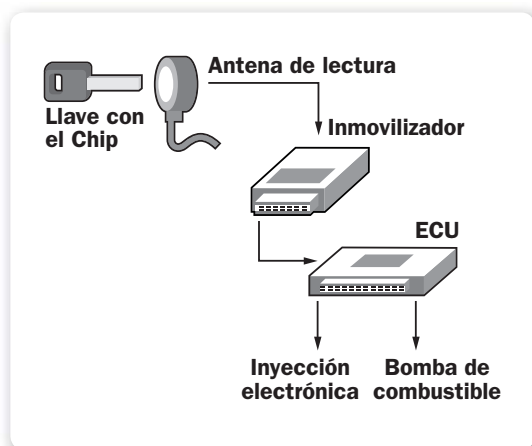 Antena de lectura
Llave con
el Chip
Inmovilizador
ECU
Inyección
electrónica
Bomba de
combustible